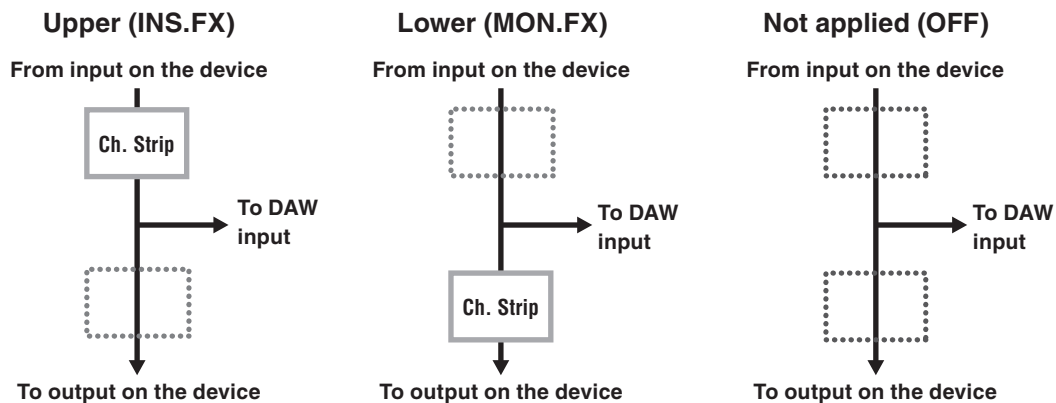 Upper (INS.FX)
From input on the device
Ch. Strip
To DAW
input
To output on the device
Lower (MON.FX)
From input on the device
To DAW
input
Ch. Strip
To output on the device
Not applied (OFF)
From input on the device
To DAW
input
To output on the device